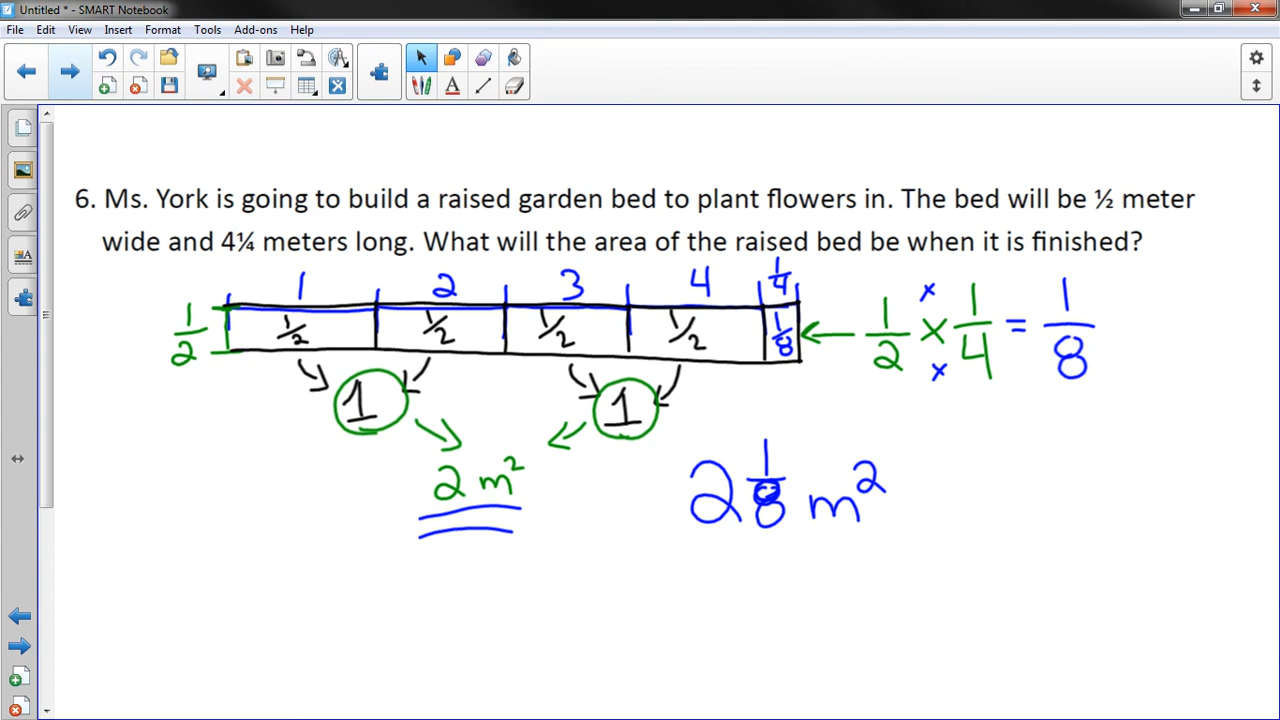 Untitled * - SMART Notebook
File Edit View Insert Format Tools Add-ons Help
6. Ms. York is going to build a raised garden bed to plant flowers in. The bed will be ½ meter
wide and 4¼ meters long. What will the area of the raised bed be when it is finished?
1 2 3 4 1/4
1/2 1/2 1/2 1/2 1/2 1/8 ← 1/2 × 1/4 = 1/8
× ×
1 1
2 m² 2 1/8 m²